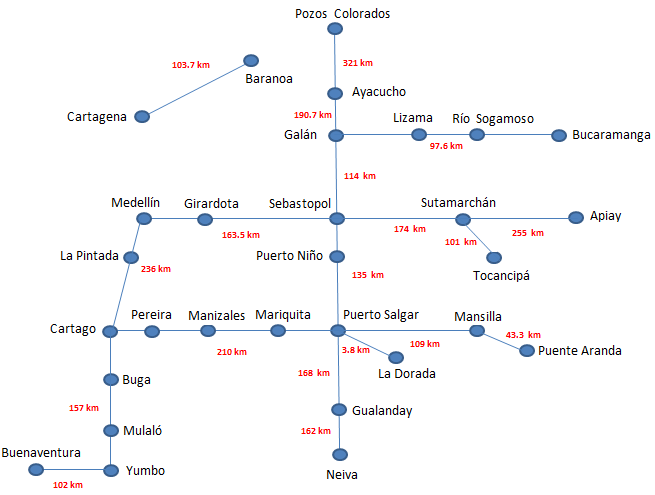 Pozos Colorados
103.7 km
321 km
Baranoa
Ayacucho
Cartagena
190.7 km
Galán
Lizama
Río Sogamoso
97.6 km
Bucaramanga
114 km
Medellín
Girardota
Sebastopol
Sutamarchán
Apiay
163.5 km
174 km
101 km
255 km
La Pintada
236 km
Puerto Niño
Tocancipá
135 km
Cartago
Pereira
Manizales
Mariquita
Puerto Salgar
Mansilla
43.3 km
210 km
3.8 km
109 km
Puente Aranda
168 km
La Dorada
Buga
157 km
Gualanday
Mulaló
162 km
Buenaventura
Yumbo
Neiva
102 km